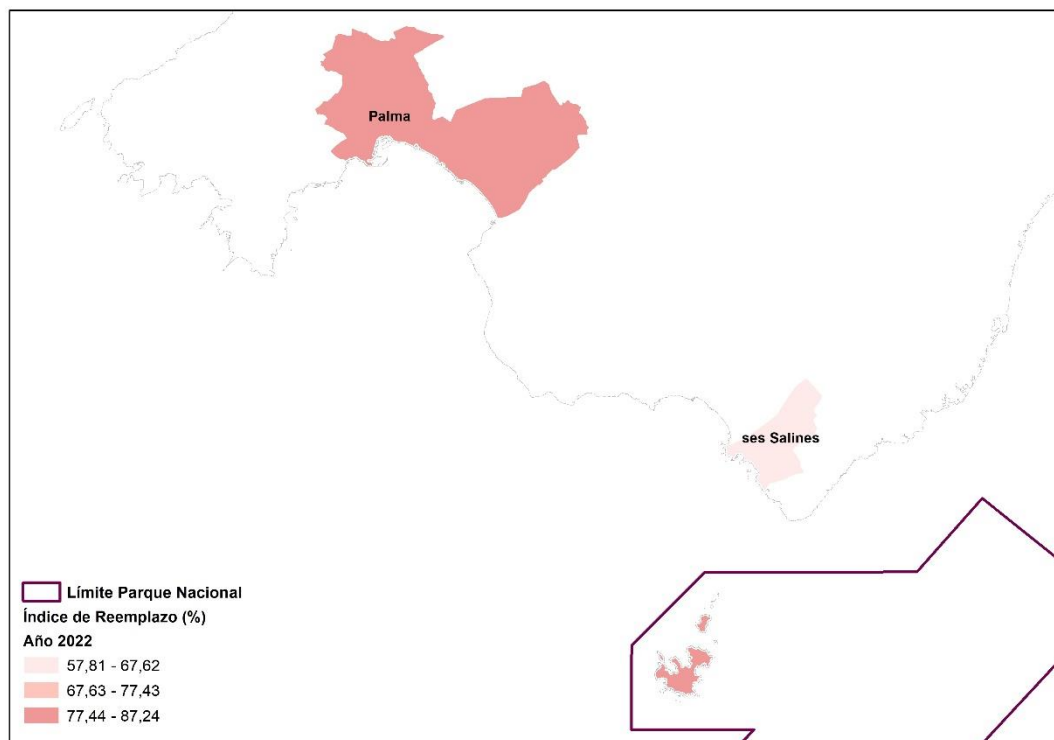 Palma
ses Salines
Límite Parque Nacional
Índice de Reemplazo (%)
Año 2022
57,81 - 67,62
67,63 - 77,43
77,44 - 87,24